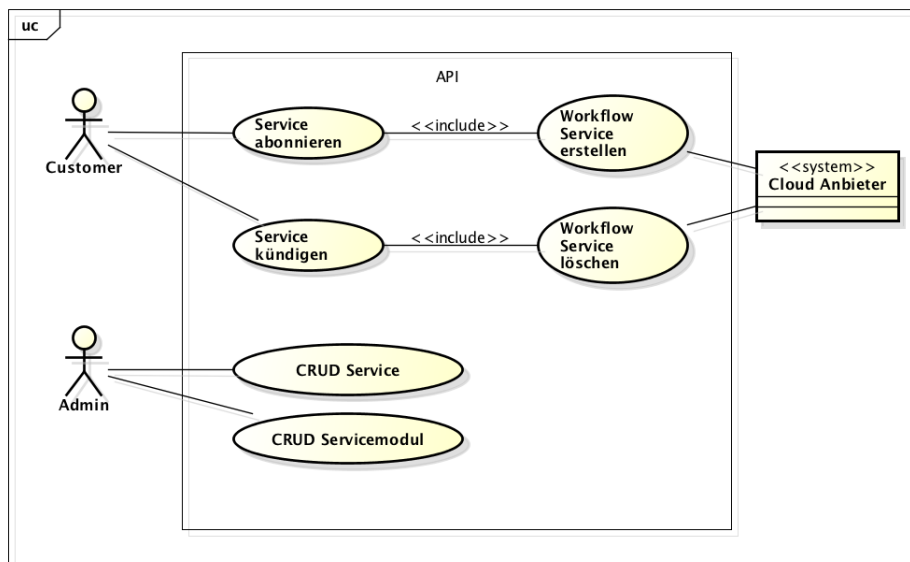 uc
API
Service
abonnieren
<<include>>
Workflow
Service
erstellen
Customer
<<system>>
Cloud Anbieter
Service
kündigen
<<include>>
Workflow
Service
löschen
CRUD Service
Admin
CRUD Servicemodul